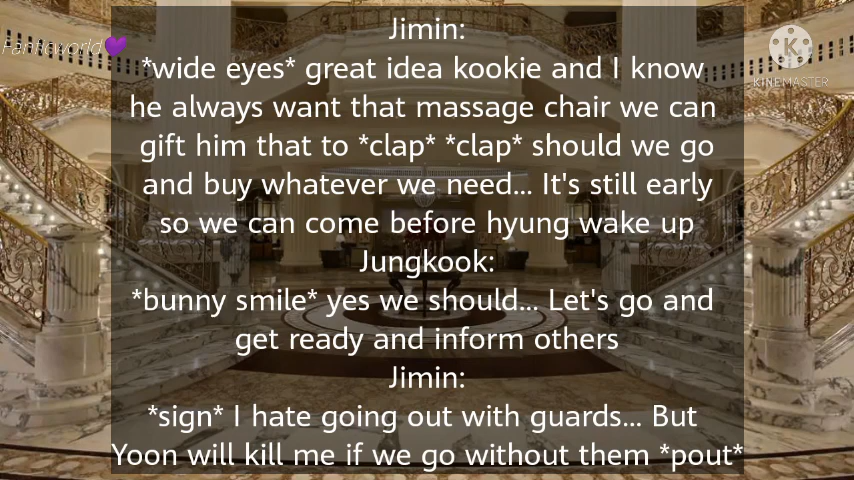 Jimin:
Fanficworld💜
*wide eyes* great idea kookie and I know
KINEMASTER
he always want that massage chair we can
gift him that to *clap* *clap* should we go
and buy whatever we need... It's still early
so we can come before hyung wake up
Jungkook:
*bunny smile* yes we should... Let's go and
get ready and inform others
Jimin:
*sign* I hate going out with guards... But
Yoon will kill me if we go without them *pout*